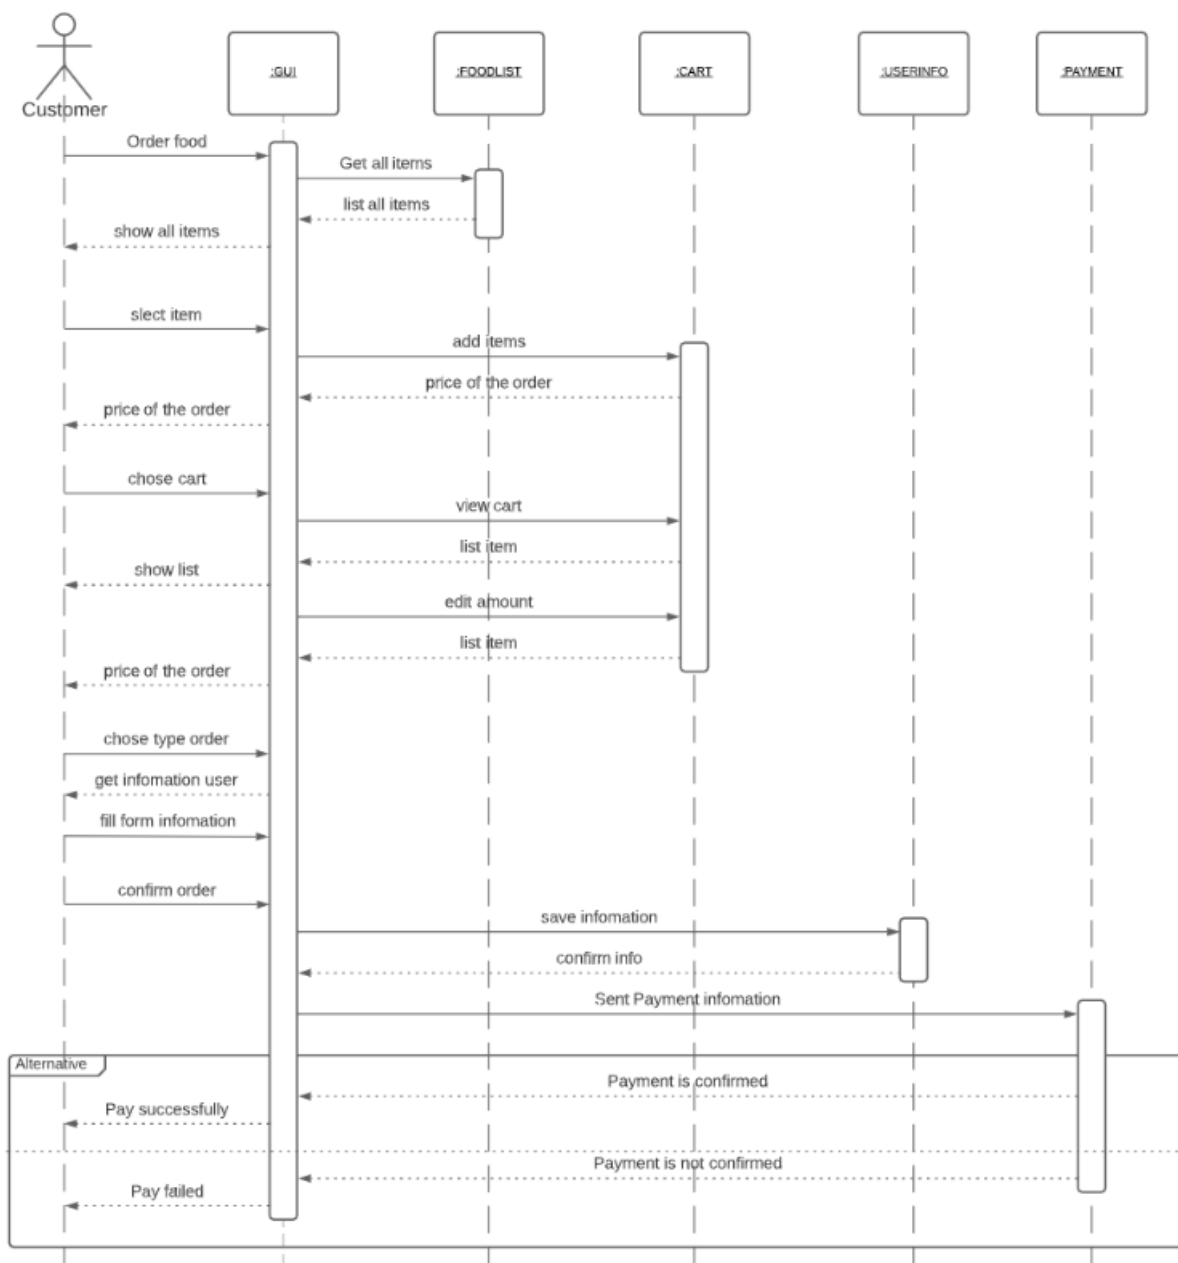 Customer
:GUI
:FOODLIST
:CART
:USERINFO
:PAYMENT
Order food
Get all items
list all items
show all items
slect item
add items
price of the order
price of the order
chose cart
view cart
list item
show list
edit amount
list item
price of the order
chose type order
get infomation user
fill form infomation
confirm order
save infomation
confirm info
Sent Payment infomation
Alternative
Payment is confirmed
Pay successfully
Payment is not confirmed
Pay failed